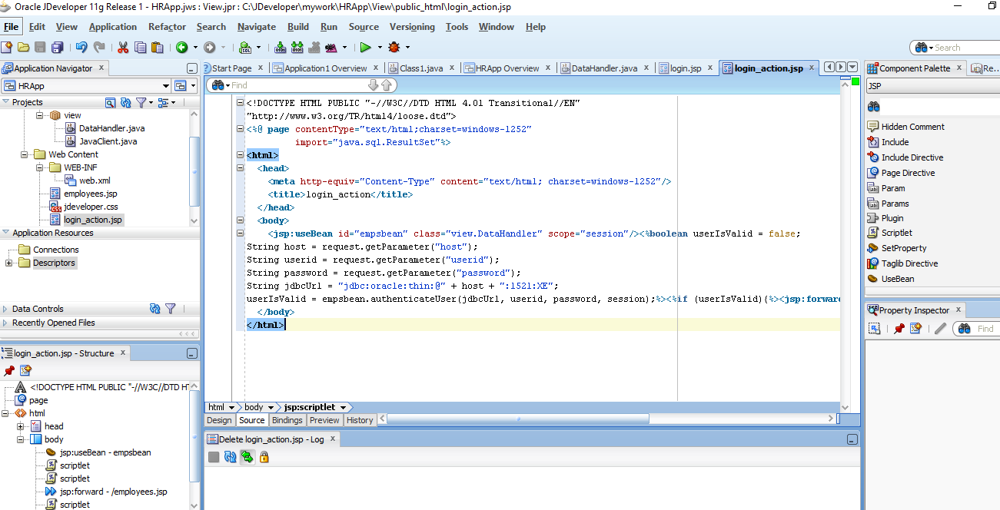 Oracle JDeveloper 11g Release 1 - HRApp.jws : View.jpr : C:\JDeveloper\mywork\HRApp\View\public_html\login_action.jsp
File Edit View Application Refactor Search Navigate Build Run Source Versioning Tools Window Help
Search
Application Navigator
HRApp
Projects
view
DataHandler.java
JavaClient.java
Web Content
WEB-INF
web.xml
employees.jsp
jdeveloper.css
login_action.jsp
Application Resources
Connections
Descriptors
Data Controls
Recently Opened Files
login_action.jsp - Structure
<!DOCTYPE HTML PUBLIC "-//W3C//DTD HT
page
html
head
body
jsp:useBean - empsbean
scriptlet
scriptlet
jsp:forward - /employees.jsp
scriptlet
Start Page Application1 Overview Class1.java HRApp Overview DataHandler.java login.jsp login_action.jsp
Find
<!DOCTYPE HTML PUBLIC "-//W3C//DTD HTML 4.01 Transitional//EN"
"http://www.w3.org/TR/html4/loose.dtd">
<%@ page contentType="text/html;charset=windows-1252"
import="java.sql.ResultSet"%>
<html>
<head>
<meta http-equiv="Content-Type" content="text/html; charset=windows-1252"/>
<title>login_action</title>
</head>
<body>
<jsp:useBean id="empsbean" class="view.DataHandler" scope="session"/><%boolean userIsValid = false;
String host = request.getParameter("host");
String userid = request.getParameter("userid");
String password = request.getParameter("password");
String jdbcUrl = "jdbc:oracle:thin:@" + host + ":1521:XE";
userIsValid = empsbean.authenticateUser(jdbcUrl, userid, password, session);%><%if (userIsValid){%><jsp:forward
</body>
</html>
html body jsp:scriptlet
Design Source Bindings Preview History
Delete login_action.jsp - Log
Component Palette Re...
JSP
Hidden Comment
Include
Include Directive
Page Directive
Param
Params
Plugin
Scriptlet
SetProperty
Taglib Directive
UseBean
Property Inspector
Find